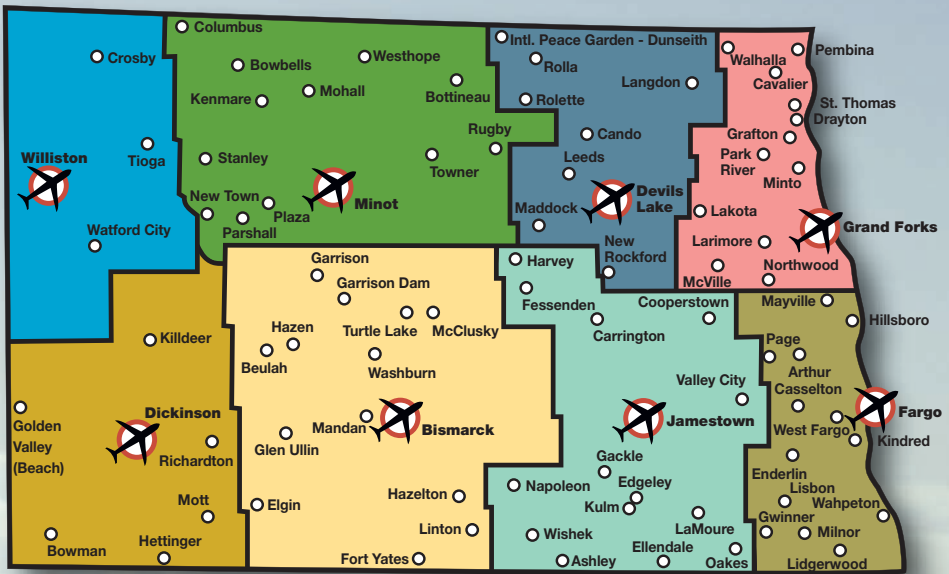 Columbus
Crosby
Bowbells
Westhope
Kenmare
Mohall
Bottineau
Rugby
Williston
Tioga
Stanley
Towner
New Town
Minot
Plaza
Parshall
Watford City
Intl. Peace Garden - Dunseith
Rolla
Langdon
Rolette
Cando
Leeds
Devils
Lake
Maddock
New
Rockford
Walhalla
Pembina
Cavalier
St. Thomas
Drayton
Grafton
Park
River
Minto
Lakota
Grand Forks
Larimore
Northwood
McVille
Killdeer
Golden
Valley
(Beach)
Dickinson
Richardton
Mott
Bowman
Hettinger
Garrison
Garrison Dam
Hazen
Turtle Lake
McClusky
Beulah
Washburn
Mandan
Bismarck
Glen Ullin
Elgin
Hazelton
Linton
Fort Yates
Harvey
Fessenden
Cooperstown
Carrington
Valley City
Jamestown
Gackle
Napoleon
Edgeley
Kulm
LaMoure
Wishek
Ellendale
Ashley
Oakes
Mayville
Hillsboro
Page
Arthur
Casselton
Fargo
West Fargo
Kindred
Enderlin
Lisbon
Wahpeton
Gwinner
Milnor
Lidgerwood